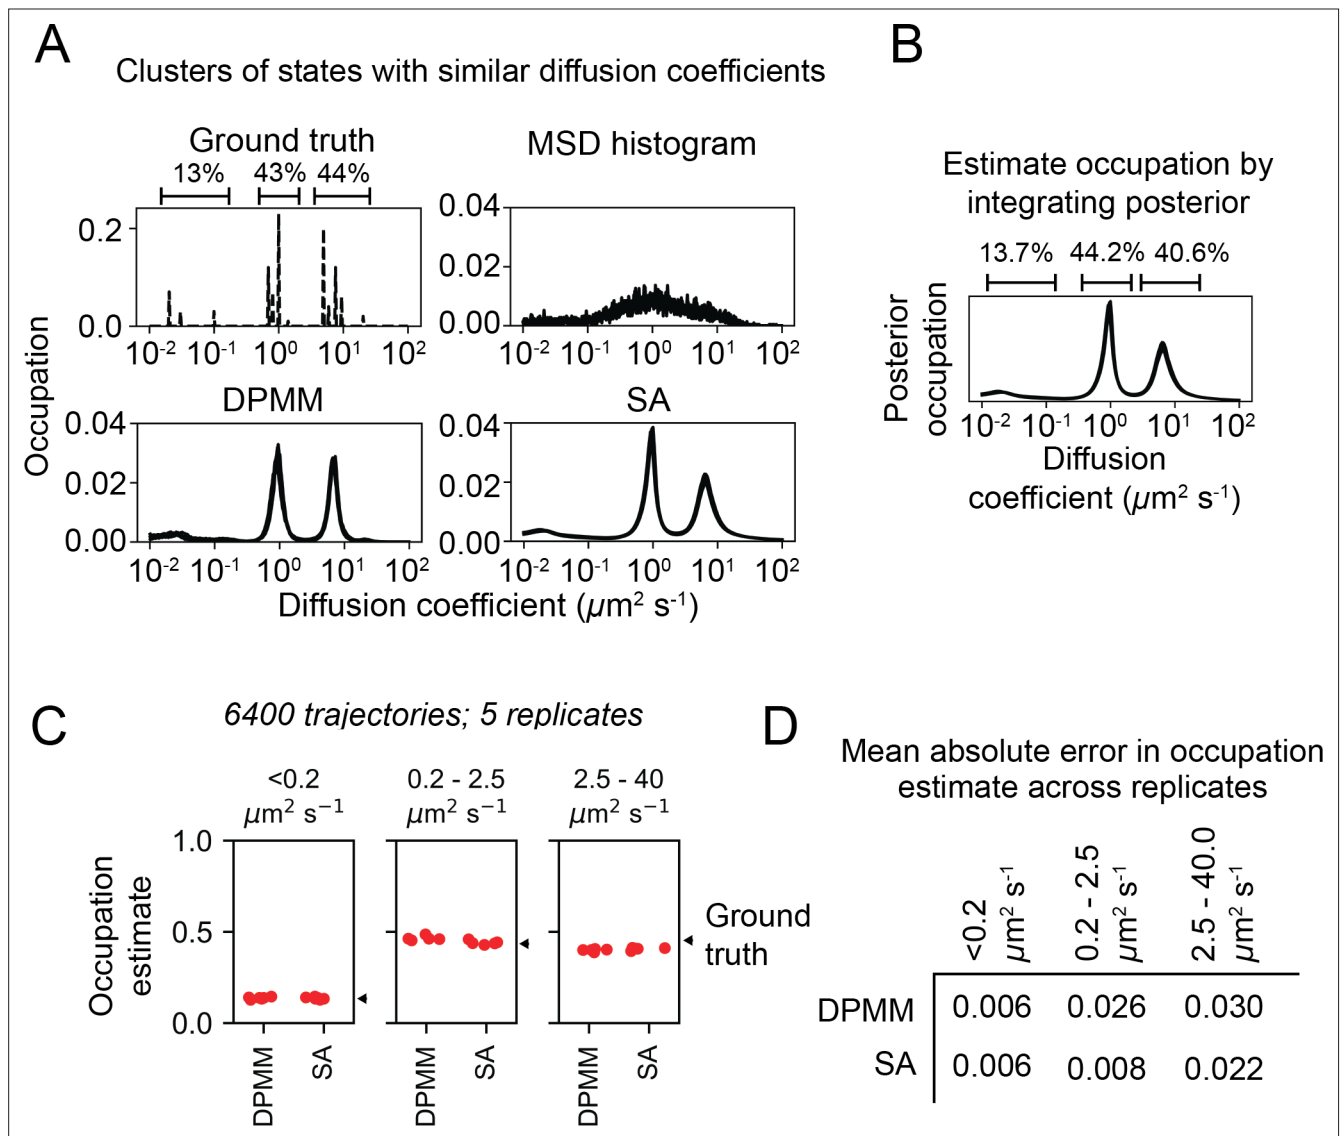 A
Clusters of states with similar diffusion coefficients
Ground truth
13% 43% 44%
0.2
0.0
10-2 10-1 100 101 102
MSD histogram
0.04
0.02
0.00
10-2 10-1 100 101 102
Occupation
DPMM
0.04
0.02
0.00
10-2 10-1 100 101 102
SA
0.04
0.02
0.00
10-2 10-1 100 101 102
Diffusion coefficient (µm2 s-1)
B
Estimate occupation by
integrating posterior
13.7% 44.2% 40.6%
Posterior
occupation
10-2 10-1 100 101 102
Diffusion
coefficient (µm2 s-1)
C
6400 trajectories; 5 replicates
<0.2
µm2 s−1
0.2 - 2.5
µm2 s−1
2.5 - 40
µm2 s−1
Occupation
estimate
1.0
0.5
0.0
Ground
truth
DPMM SA DPMM SA DPMM SA
D
Mean absolute error in occupation
estimate across replicates
<0.2
µm2 s-1
0.2 - 2.5
µm2 s-1
2.5 - 40.0
µm2 s-1
DPMM 0.006 0.026 0.030
SA 0.006 0.008 0.022